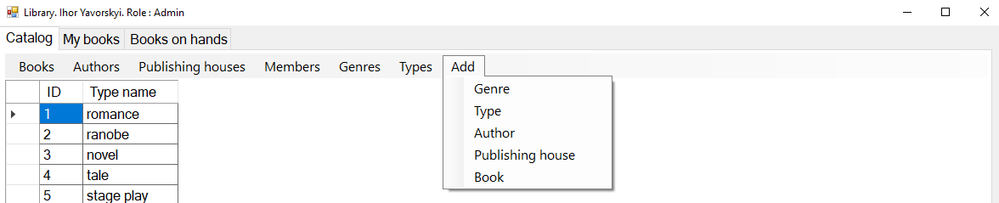 Library. Ihor Yavorskyi. Role : Admin
Catalog My books Books on hands
Books Authors Publishing houses Members Genres Types Add
ID Type name
1 romance
2 ranobe
3 novel
4 tale
5 stage play
Genre
Type
Author
Publishing house
Book